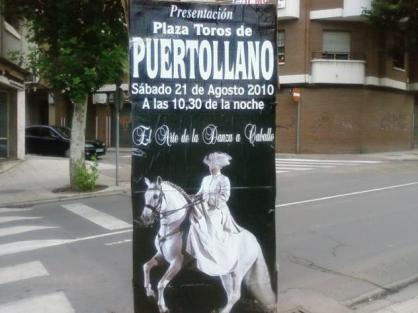 Presentación
Plaza Toros de
PUERTOLLANO
Sábado 21 de Agosto 2010
A las 10,30 de la noche
El Arte de la Danza a Caballo